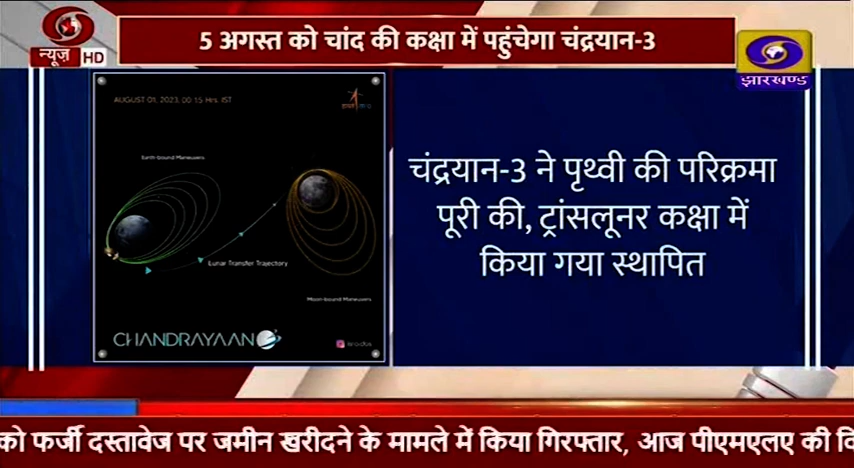 न्यूज़ HD
5 अगस्त को चांद की कक्षा में पहुंचेगा चंद्रयान-3
झारखण्ड
AUGUST 01, 2023, 00:15 Hrs. IST
Earth-bound Maneuvers
Lunar Transfer Trajectory
Moon-bound Maneuvers
CHANDRAYAAN
चंद्रयान-3 ने पृथ्वी की परिक्रमा
पूरी की, ट्रांसलूनर कक्षा में
किया गया स्थापित
को फर्जी दस्तावेज पर जमीन खरीदने के मामले में किया गिरफ्तार, आज पीएमएलए की वि